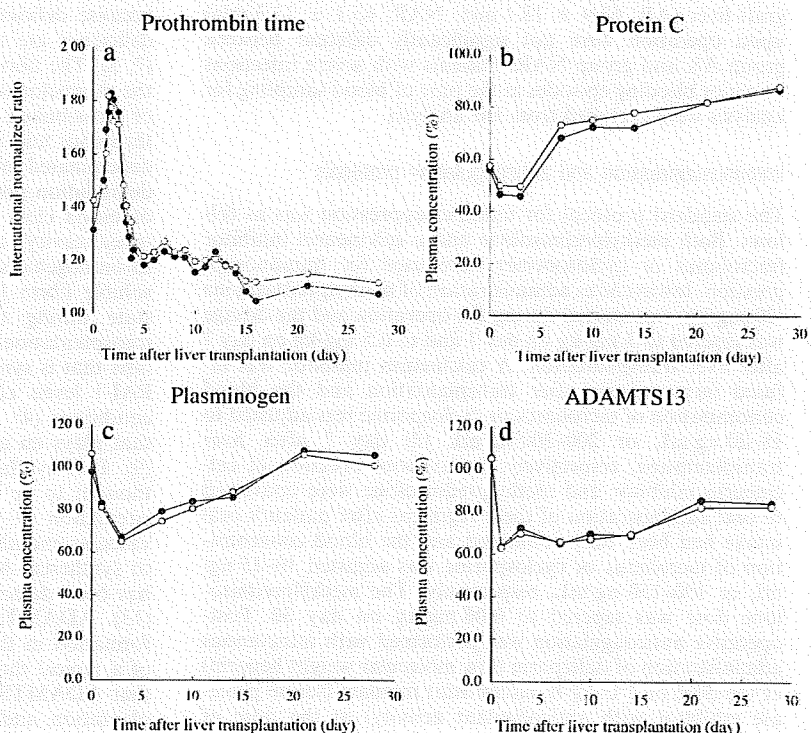 Prothrombin time
a
International normalized ratio
2 00
1.80
1 60
1 40
1 20
1 00
0 5 10 15 20 25 30
Time after liver transplantation (day)
Protein C
b
Plasma concentration (%)
100.0
80.0
60.0
40.0
20.0
0.0
0 5 10 15 20 25 30
Time after liver transplantation (day)
Plasminogen
c
Plasma concentration (%)
120 0
100.0
80.0
60.0
40.0
20 0
0.0
0 5 10 15 20 25 30
Time after liver transplantation (day)
ADAMTS13
d
Plasma concentration (%)
120 0
100.0
80.0
60.0
40.0
20 0
0.0
0 5 10 15 20 25 30
Time after liver transplantation (day)